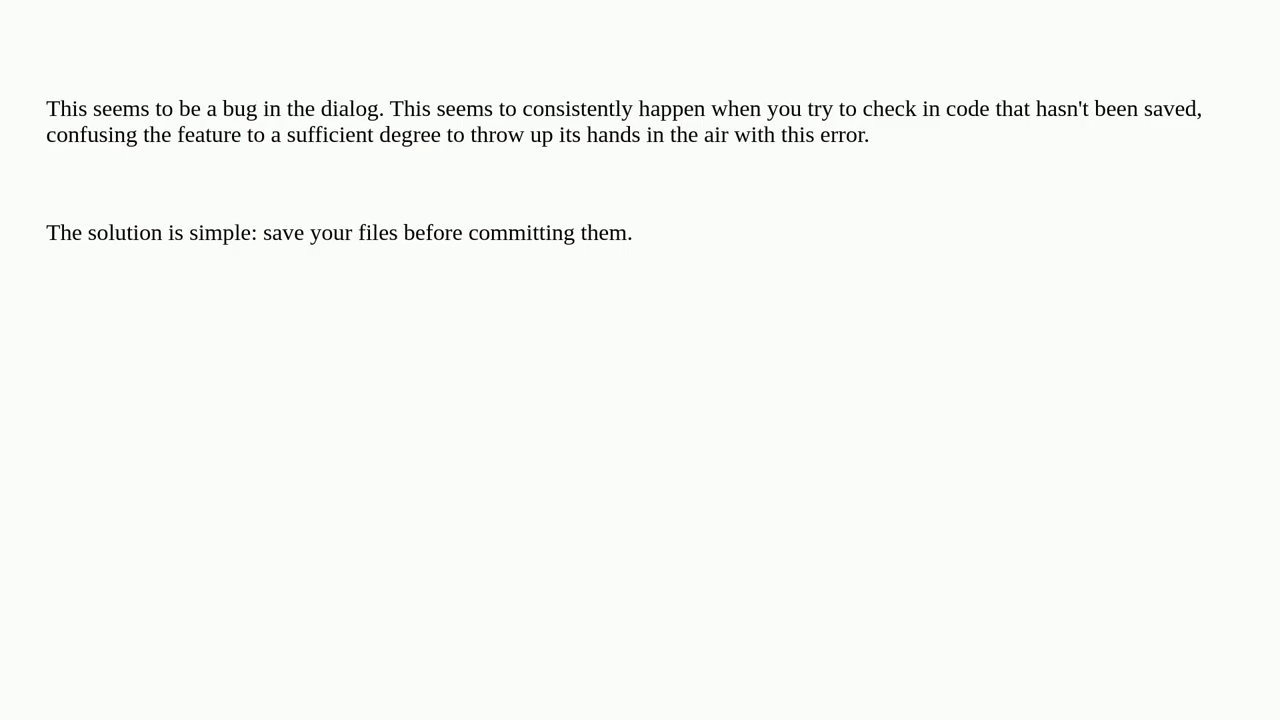 This seems to be a bug in the dialog. This seems to consistently happen when you try to check in code that hasn't been saved,
confusing the feature to a sufficient degree to throw up its hands in the air with this error.
The solution is simple: save your files before committing them.